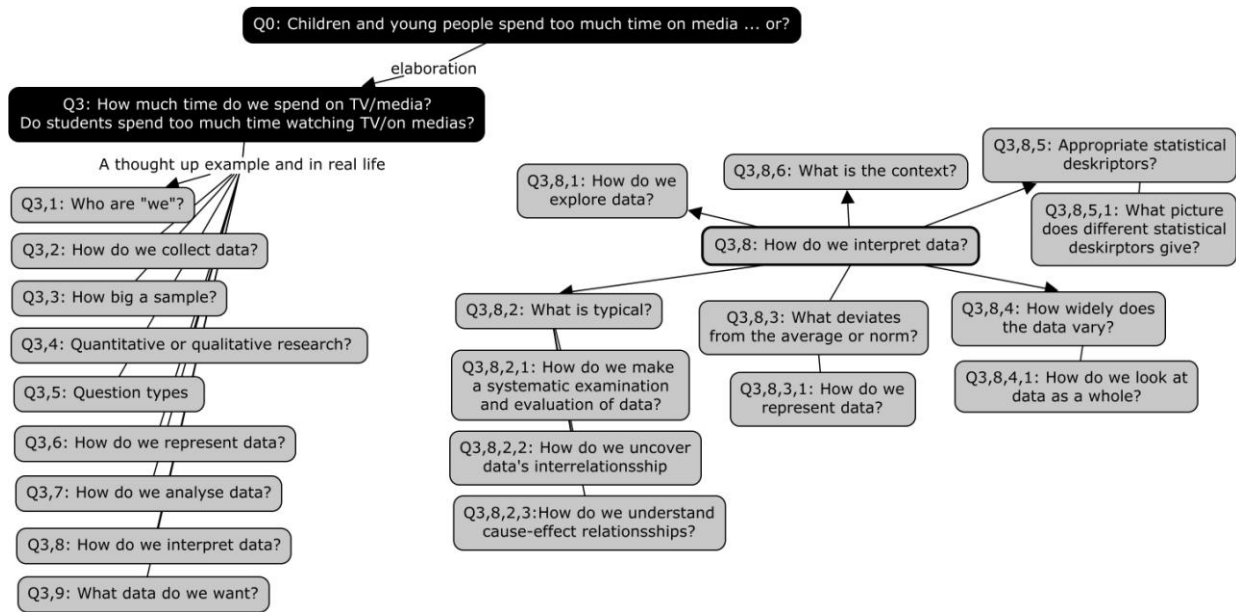 Q0: Children and young people spend too much time on media ... or?
elaboration
Q3: How much time do we spend on TV/media?
Do students spend too much time watching TV/on medias?
A thought up example and in real life
Q3,1: Who are "we"?
Q3,2: How do we collect data?
Q3,3: How big a sample?
Q3,4: Quantitative or qualitative research?
Q3,5: Question types
Q3,6: How do we represent data?
Q3,7: How do we analyse data?
Q3,8: How do we interpret data?
Q3,9: What data do we want?
Q3,8,1: How do we
explore data?
Q3,8,6: What is the context?
Q3,8,5: Appropriate statistical
deskriptors?
Q3,8,5,1: What picture
does different statistical
deskirptors give?
Q3,8: How do we interpret data?
Q3,8,2: What is typical?
Q3,8,2,1: How do we make
a systematic examination
and evaluation of data?
Q3,8,2,2: How do we uncover
data's interrelationsship
Q3,8,2,3:How do we understand
cause-effect relationsships?
Q3,8,3: What deviates
from the average or norm?
Q3,8,3,1: How do we
represent data?
Q3,8,4: How widely does
the data vary?
Q3,8,4,1: How do we look at
data as a whole?